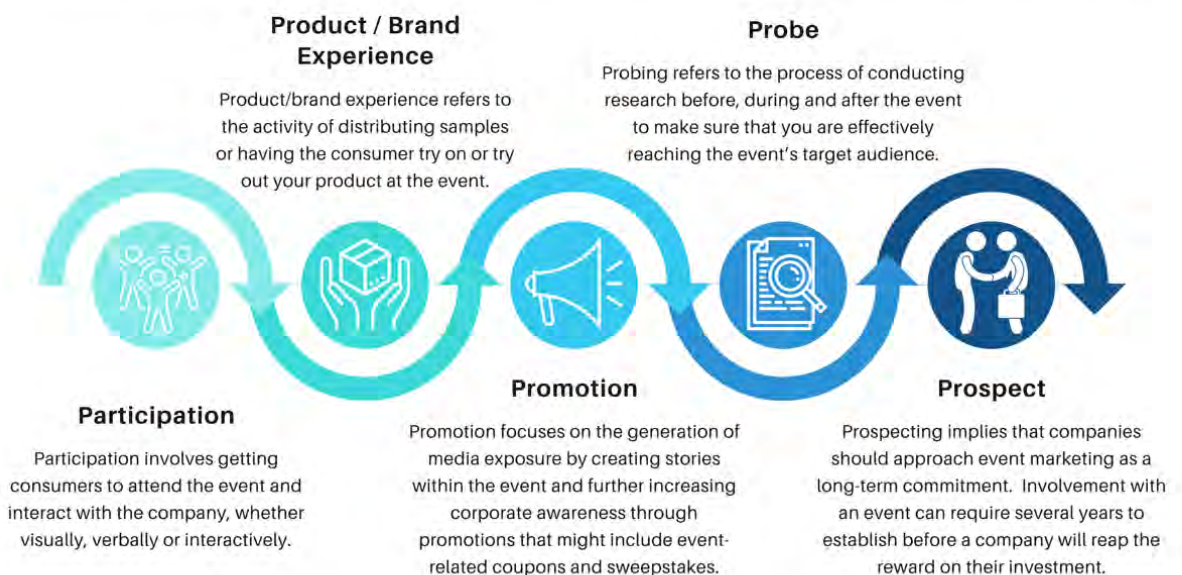 Product / Brand
Experience
Product/brand experience refers to
the activity of distributing samples
or having the consumer try on or try
out your product at the event.
Probe
Probing refers to the process of conducting
research before, during and after the event
to make sure that you are effectively
reaching the event's target audience.
Participation
Participation involves getting
consumers to attend the event and
interact with the company, whether
visually, verbally or interactively.
Promotion
Promotion focuses on the generation of
media exposure by creating stories
within the event and further increasing
corporate awareness through
promotions that might include event-
related coupons and sweepstakes.
Prospect
Prospecting implies that companies
should approach event marketing as a
long-term commitment. Involvement with
an event can require several years to
establish before a company will reap the
reward on their investment.